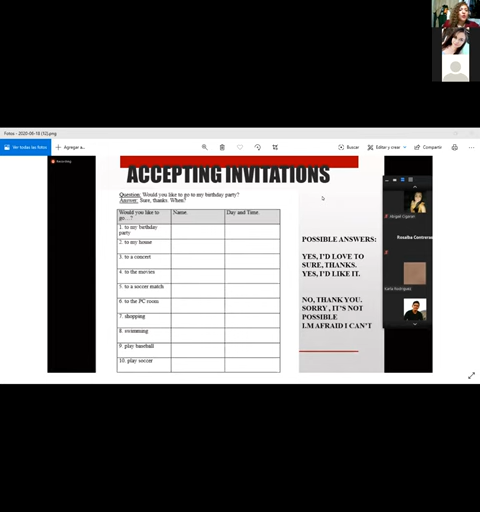 Fotos - 2020-06-18 (12).png
Ver todas las fotos
Agregar a...
Buscar
Editar y crear
Compartir
Recording
ACCEPTING INVITATIONS
Question: Would you like to go to my birthday party?
Answer: Sure, thanks. When?
Would you like to go…? Name. Day and Time.
1. to my birthday party
2. to my house
3. to a concert
4. to the movies
5. to a soccer match
6. to the PC room
7. shopping
8. swimming
9. play baseball
10. play soccer
POSSIBLE ANSWERS:
YES, I'D LOVE TO
SURE, THANKS.
YES, I'D LIKE IT.
NO, THANK YOU.
SORRY, IT'S NOT
POSSIBLE
I.M AFRAID I CAN'T
Rosalba Contreras
Karla Rodriguez